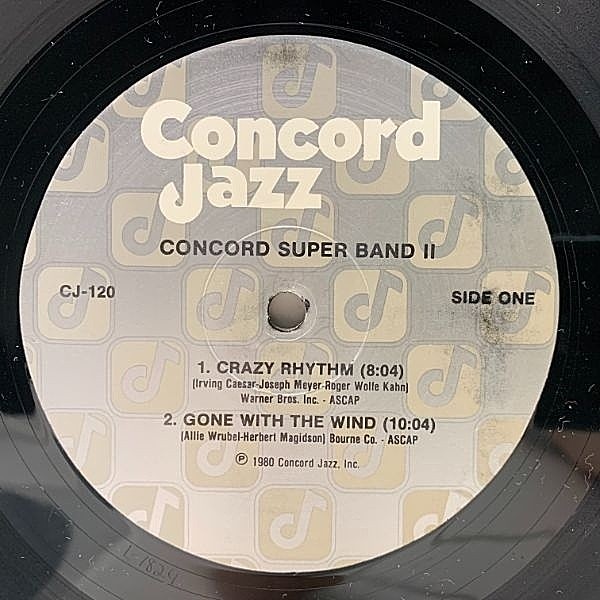 Concord
Jazz
CONCORD SUPER BAND II
CJ-120
SIDE ONE
1. CRAZY RHYTHM (8:04)
(Irving Caesar-Joseph Meyer-Roger Wolfe Kahn)
Warner Bros. Inc. - ASCAP
2. GONE WITH THE WIND (10:04)
(Allie Wrubel-Herbert Magidson) Bourne Co. - ASCAP
℗ 1980 Concord Jazz, Inc.
L-1824